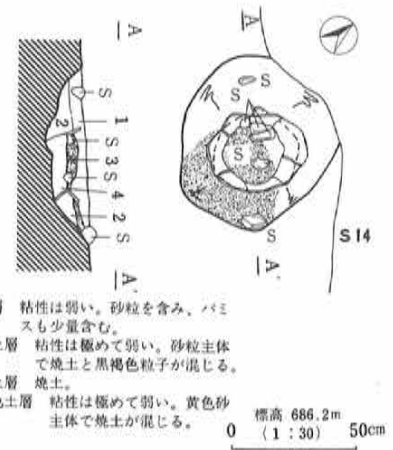 A
A
S
S
S
1
2
S
3
S
4
2
S
S
S
S14
A'
A'
層 粘性は弱い。砂粒を含み、パミ
スも少量含む。
土層 粘性は極めて弱い。砂粒主体
で焼土と黒褐色粒子が混じる。
土層 焼土。
色土層 粘性は極めて弱い。黄色砂
主体で焼土が混じる。
標高 686.2m
0 (1:30) 50cm